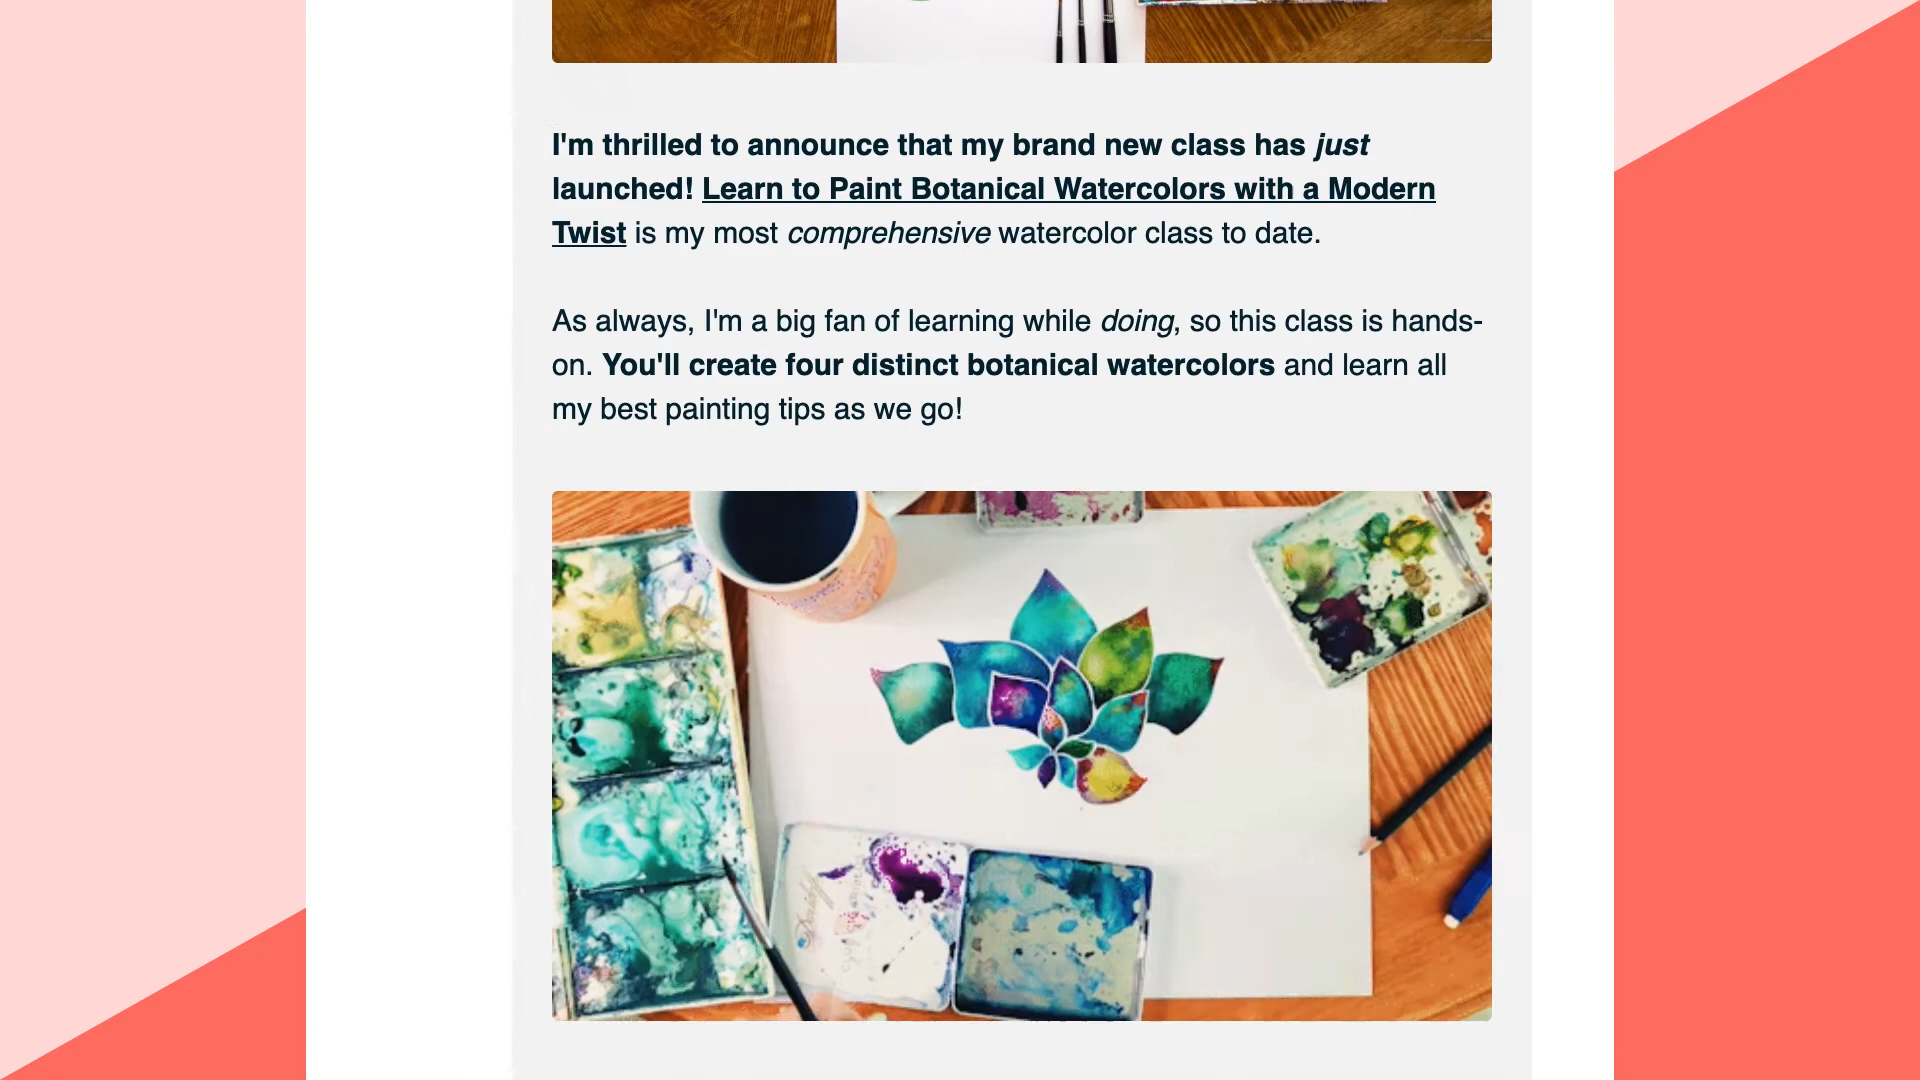 I'm thrilled to announce that my brand new class has just
launched! Learn to Paint Botanical Watercolors with a Modern
Twist is my most comprehensive watercolor class to date.
As always, I'm a big fan of learning while doing, so this class is hands-
on. You'll create four distinct botanical watercolors and learn all
my best painting tips as we go!